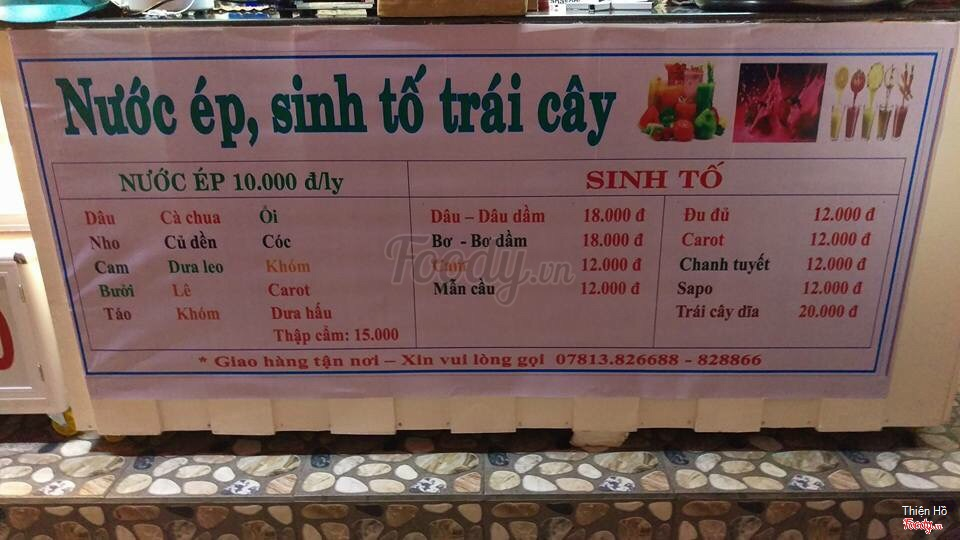 Nước ép, sinh tố trái cây
NƯỚC ÉP 10.000 đ/ly
Dâu Cà chua Ổi
Nho Củ dền Cóc
Cam Dưa leo Khóm
Bưởi Lê Carot
Táo Khóm Dưa hấu
Thập cẩm: 15.000
SINH TỐ
Dâu – Dâu dầm 18.000 đ
Bơ - Bơ dầm 18.000 đ
Cam 12.000 đ
Mãn cầu 12.000 đ
Đu đủ 12.000 đ
Carot 12.000 đ
Chanh tuyết 12.000 đ
Sapo 12.000 đ
Trái cây dĩa 20.000 đ
* Giao hàng tận nơi – Xin vui lòng gọi 07813.826688 - 828866
Foody.vn
Thiện Hồ
Foody.vn